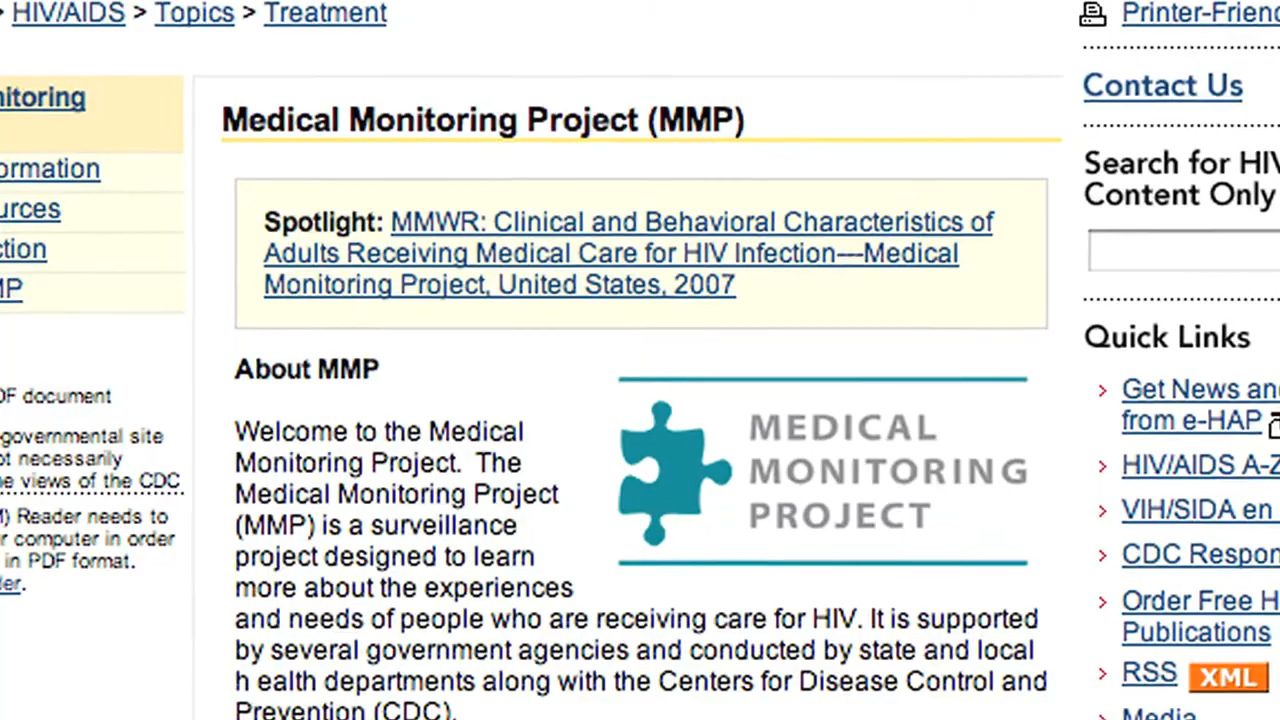 > HIV/AIDS > Topics > Treatment
nitoring
ormation
urces
ction
MP
OF document
governmental site
ot necessarily
e views of the CDC
M) Reader needs to
r computer in order
in PDF format.
der.
Medical Monitoring Project (MMP)
Spotlight: MMWR: Clinical and Behavioral Characteristics of
Adults Receiving Medical Care for HIV Infection---Medical
Monitoring Project, United States, 2007
About MMP
Welcome to the Medical
Monitoring Project. The
Medical Monitoring Project
(MMP) is a surveillance
project designed to learn
more about the experiences
and needs of people who are receiving care for HIV. It is supported
by several government agencies and conducted by state and local
h ealth departments along with the Centers for Disease Control and
Prevention (CDC).
MEDICAL
MONITORING
PROJECT
Printer-Frien
Contact Us
Search for HIV
Content Only
Quick Links
> Get News and
from e-HAP
> HIV/AIDS A-Z
> VIH/SIDA en
> CDC Respon
> Order Free H
Publications
> RSS XML
> Media